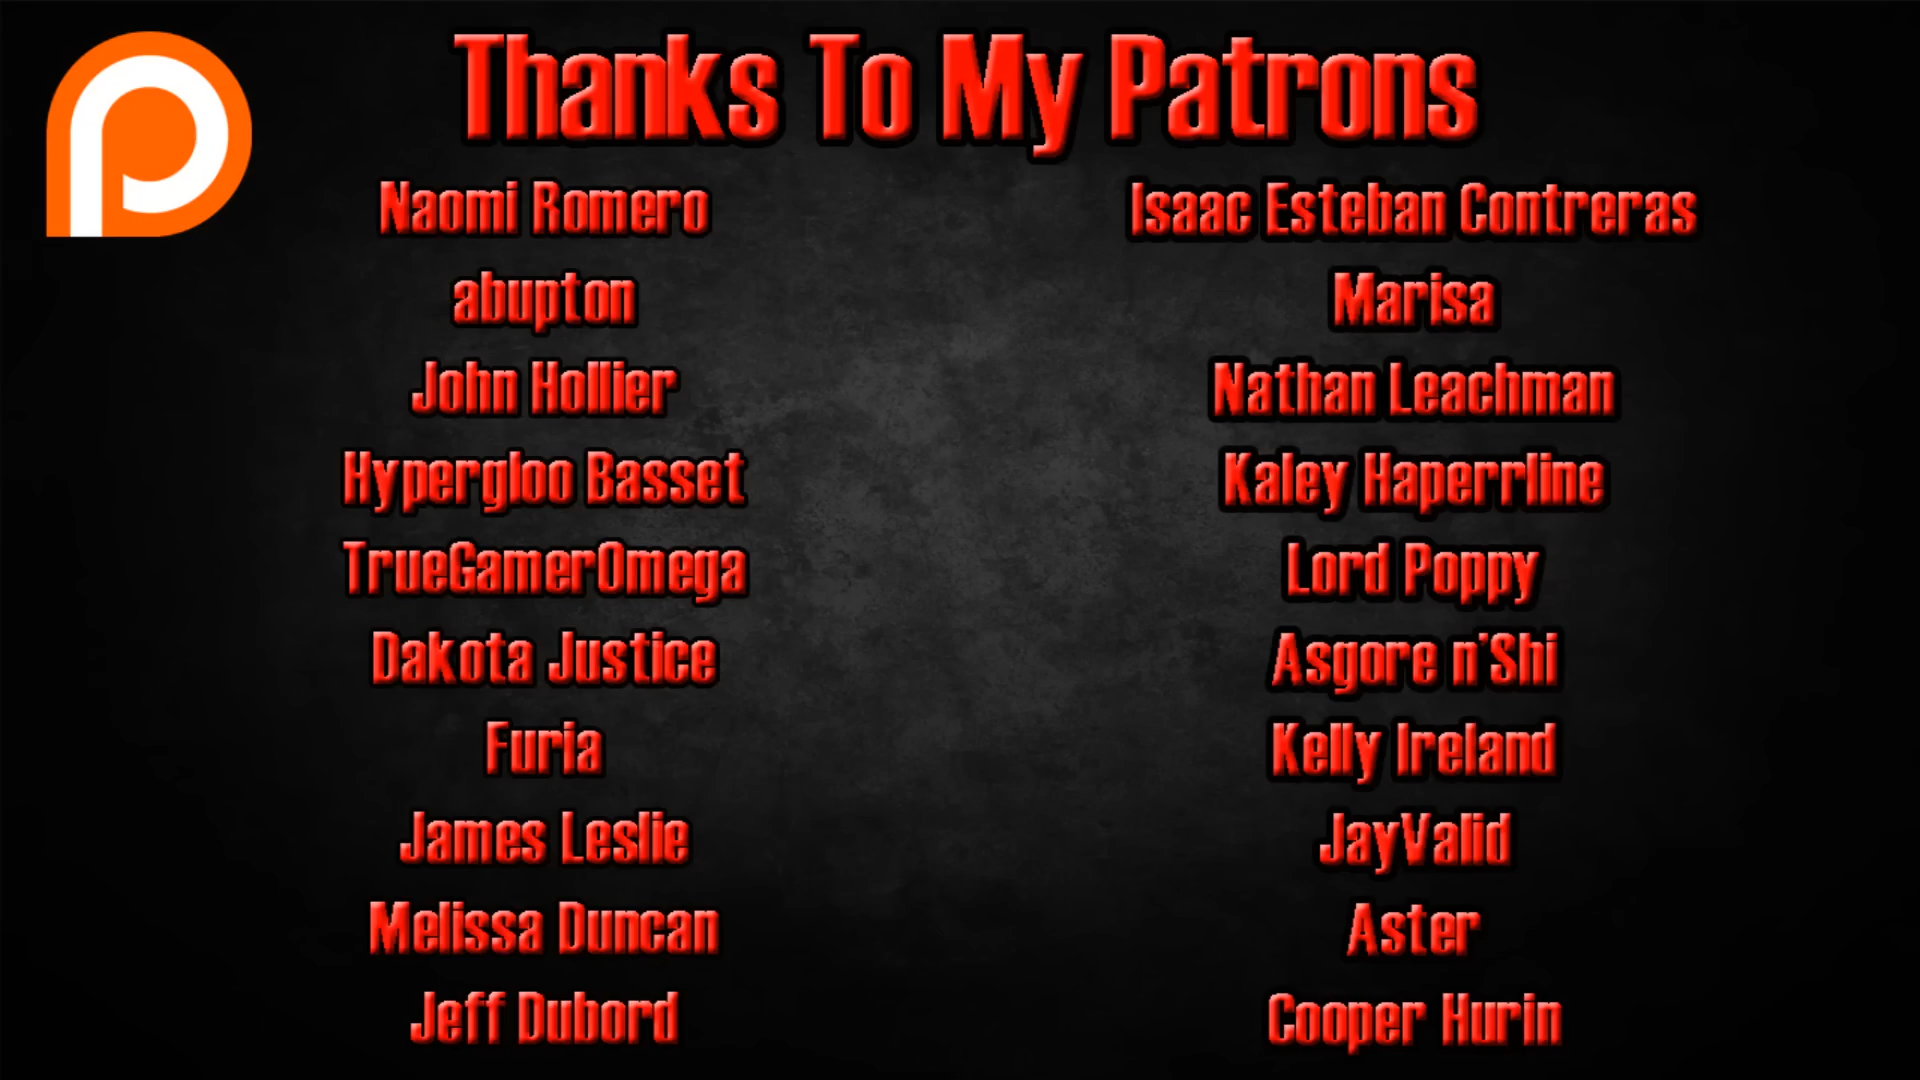 Thanks To My Patrons
Naomi Romero
abupton
John Hollier
Hypergloo Basset
TrueGamerOmega
Dakota Justice
Furia
James Leslie
Melissa Duncan
Jeff Dubord
Isaac Esteban Contreras
Marisa
Nathan Leachman
Kaley Haperrline
Lord Poppy
Asgore n'Shi
Kelly Ireland
JayValid
Aster
Cooper Hurin